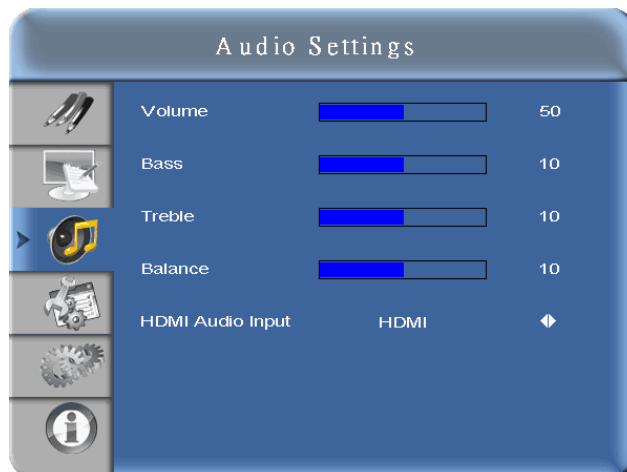 Audio Settings
Volume 50
Bass 10
Treble 10
Balance 10
HDMI Audio Input HDMI